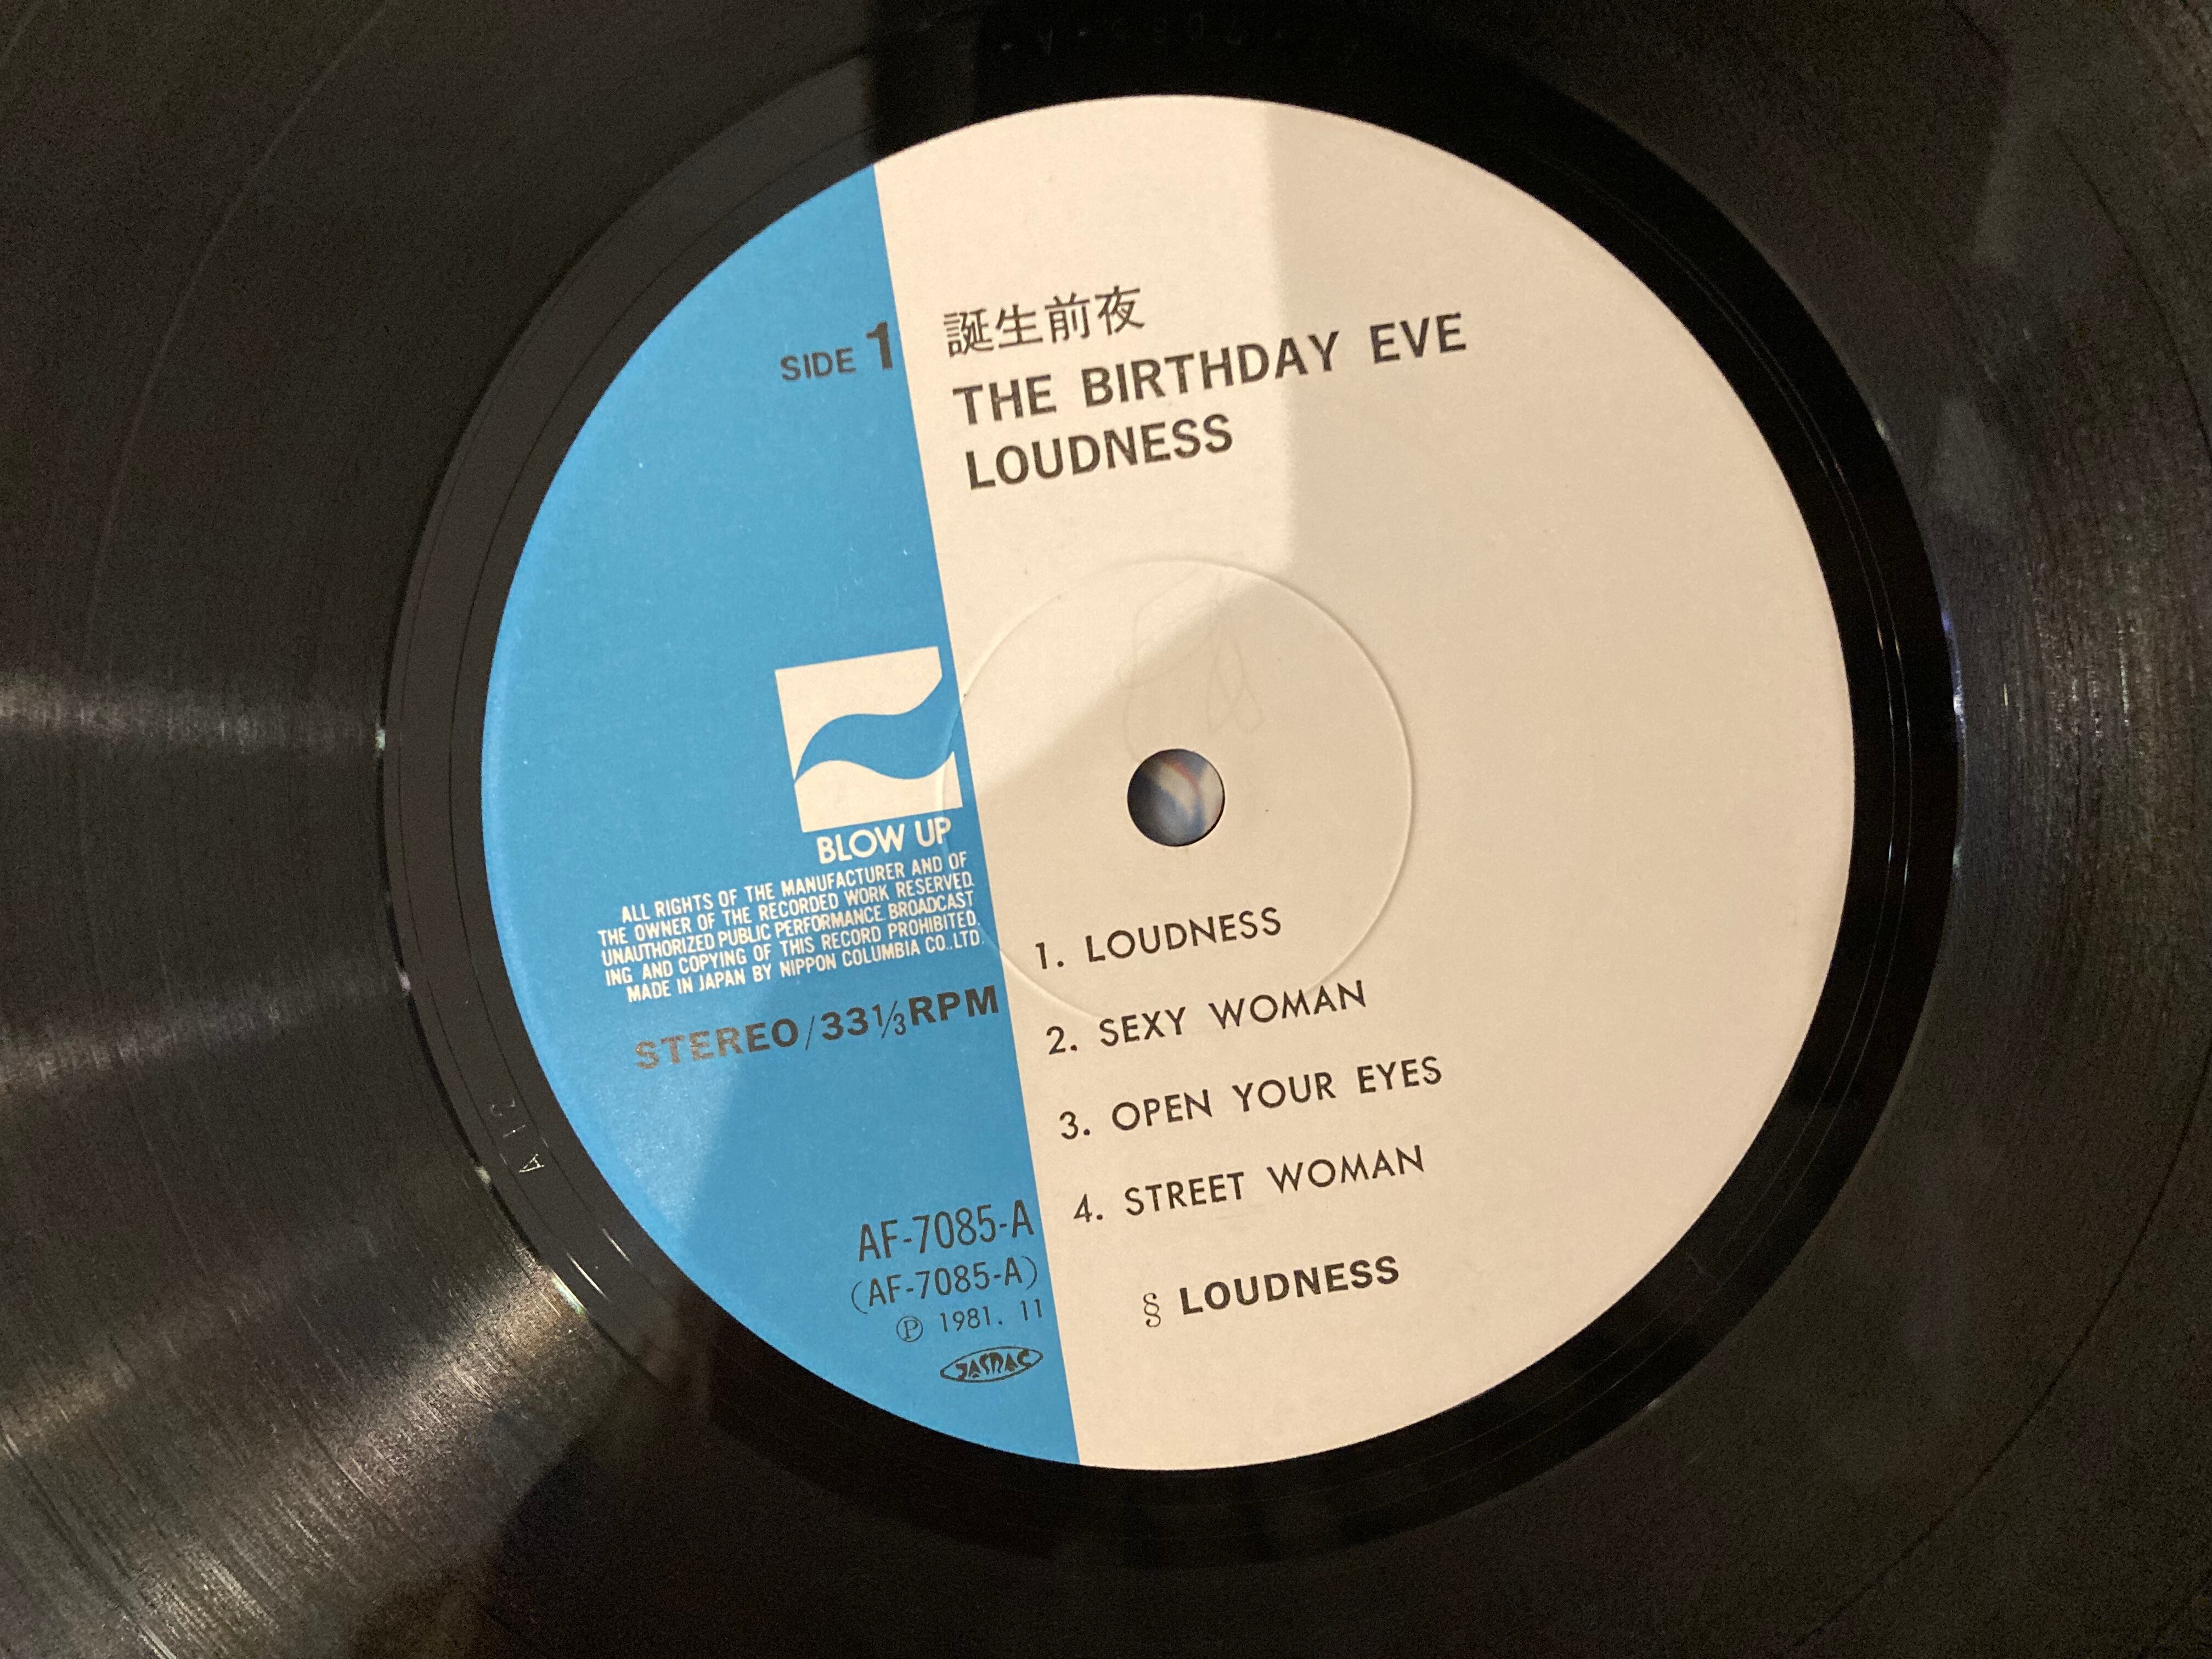 SIDE 1
誕生前夜
THE BIRTHDAY EVE
LOUDNESS
BLOW UP
ALL RIGHTS OF THE MANUFACTURER AND OF
THE OWNER OF THE RECORDED WORK RESERVED.
UNAUTHORIZED PUBLIC PERFORMANCE BROADCAST
ING AND COPYING OF THIS RECORD PROHIBITED.
MADE IN JAPAN BY NIPPON COLUMBIA CO.,LTD.
STEREO/33⅓RPM
1. LOUDNESS
2. SEXY WOMAN
3. OPEN YOUR EYES
4. STREET WOMAN
§ LOUDNESS
AF-7085-A
(AF-7085-A)
Ⓟ 1981. 11
JASRAC